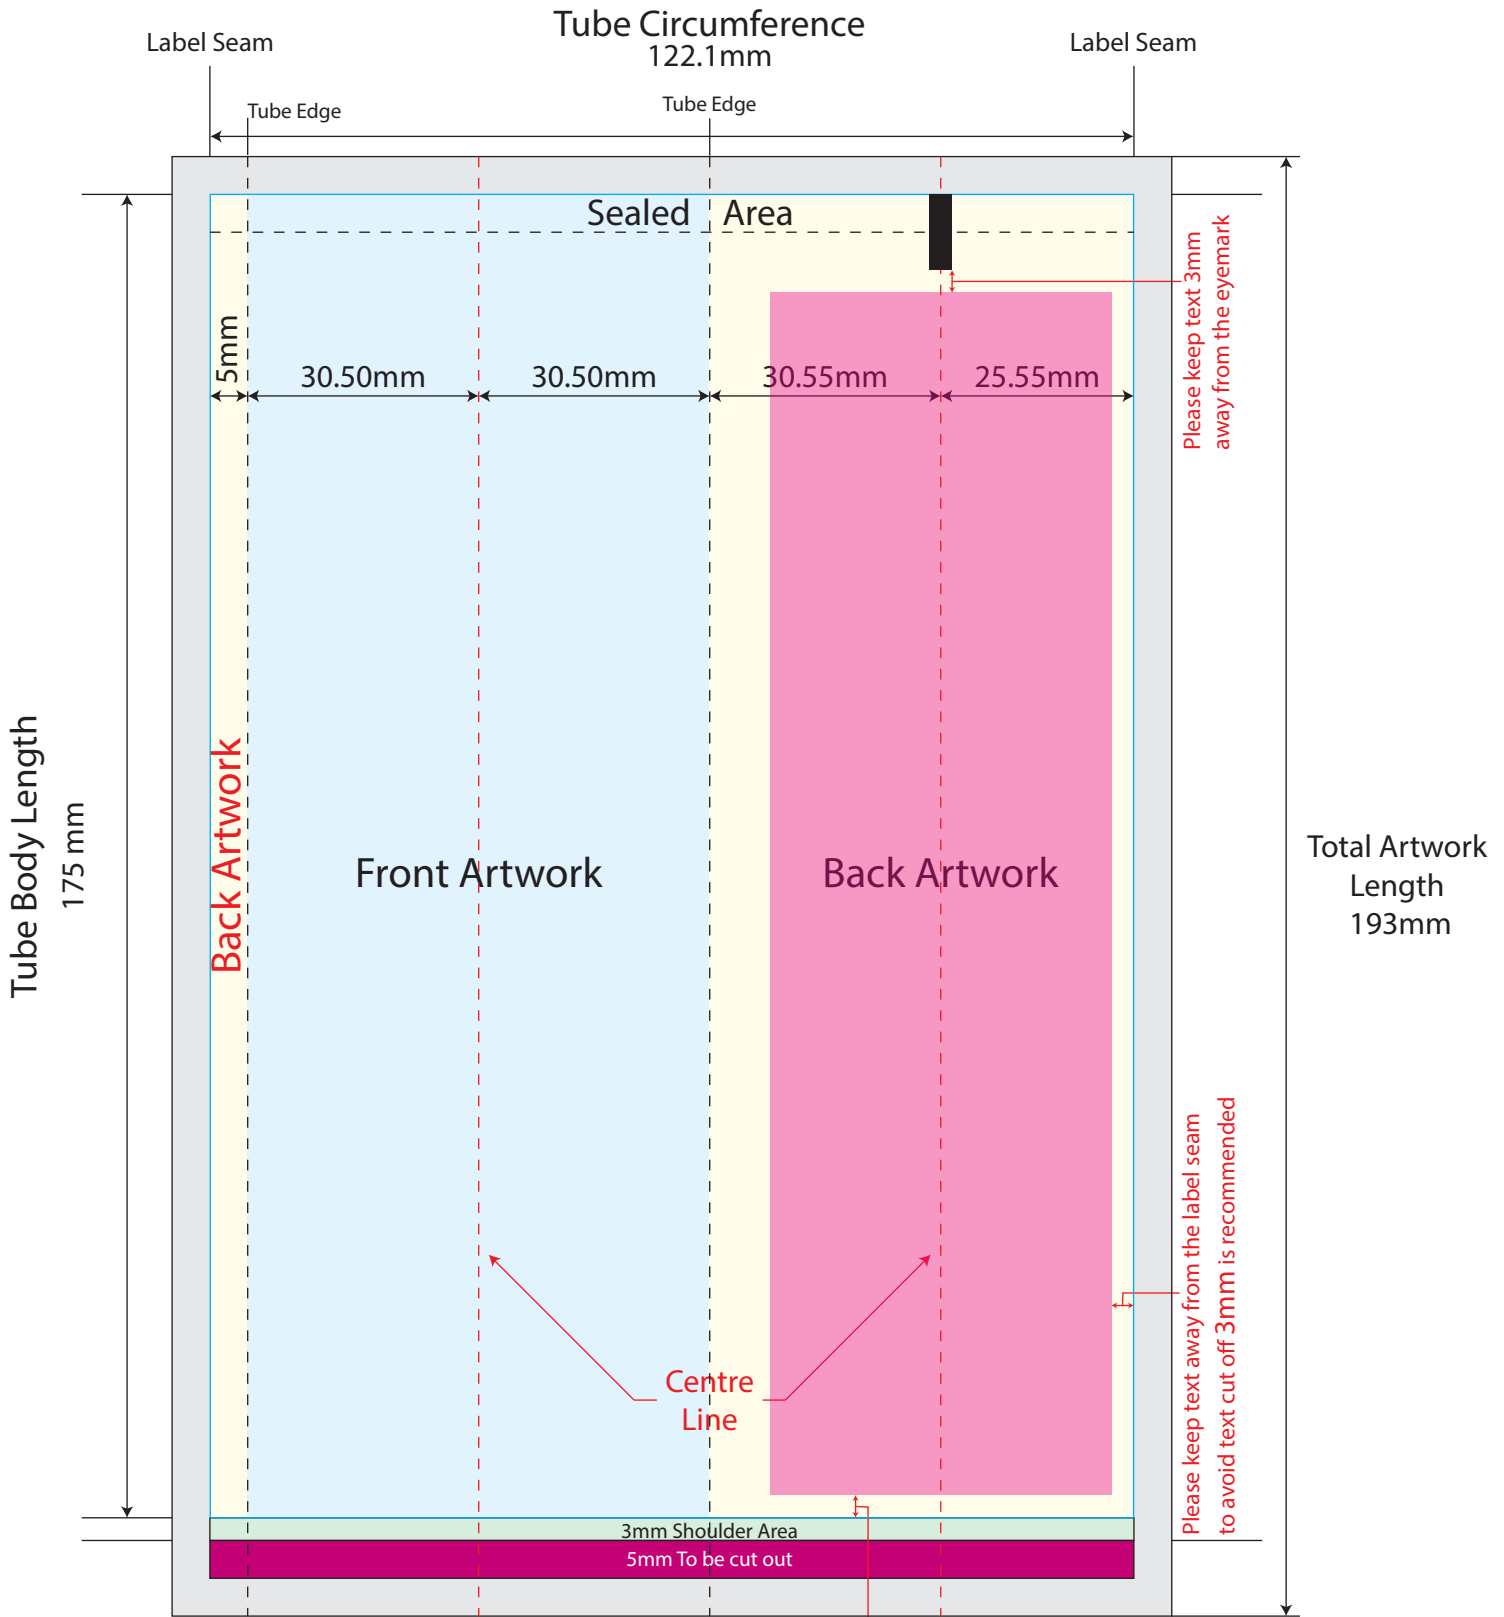 Tube Circumference
122.1mm
Label Seam
Label Seam
Tube Edge
Tube Edge
Sealed Area
5mm
30.50mm
30.50mm
30.55mm
25.55mm
Please keep text 3mm
away from the eyemark
Tube Body Length
175 mm
Back Artwork
Front Artwork
Back Artwork
Total Artwork
Length
193mm
Please keep text away from the label seam
to avoid text cut off 3mm is recommended
Centre
Line
3mm Shoulder Area
5mm To be cut out